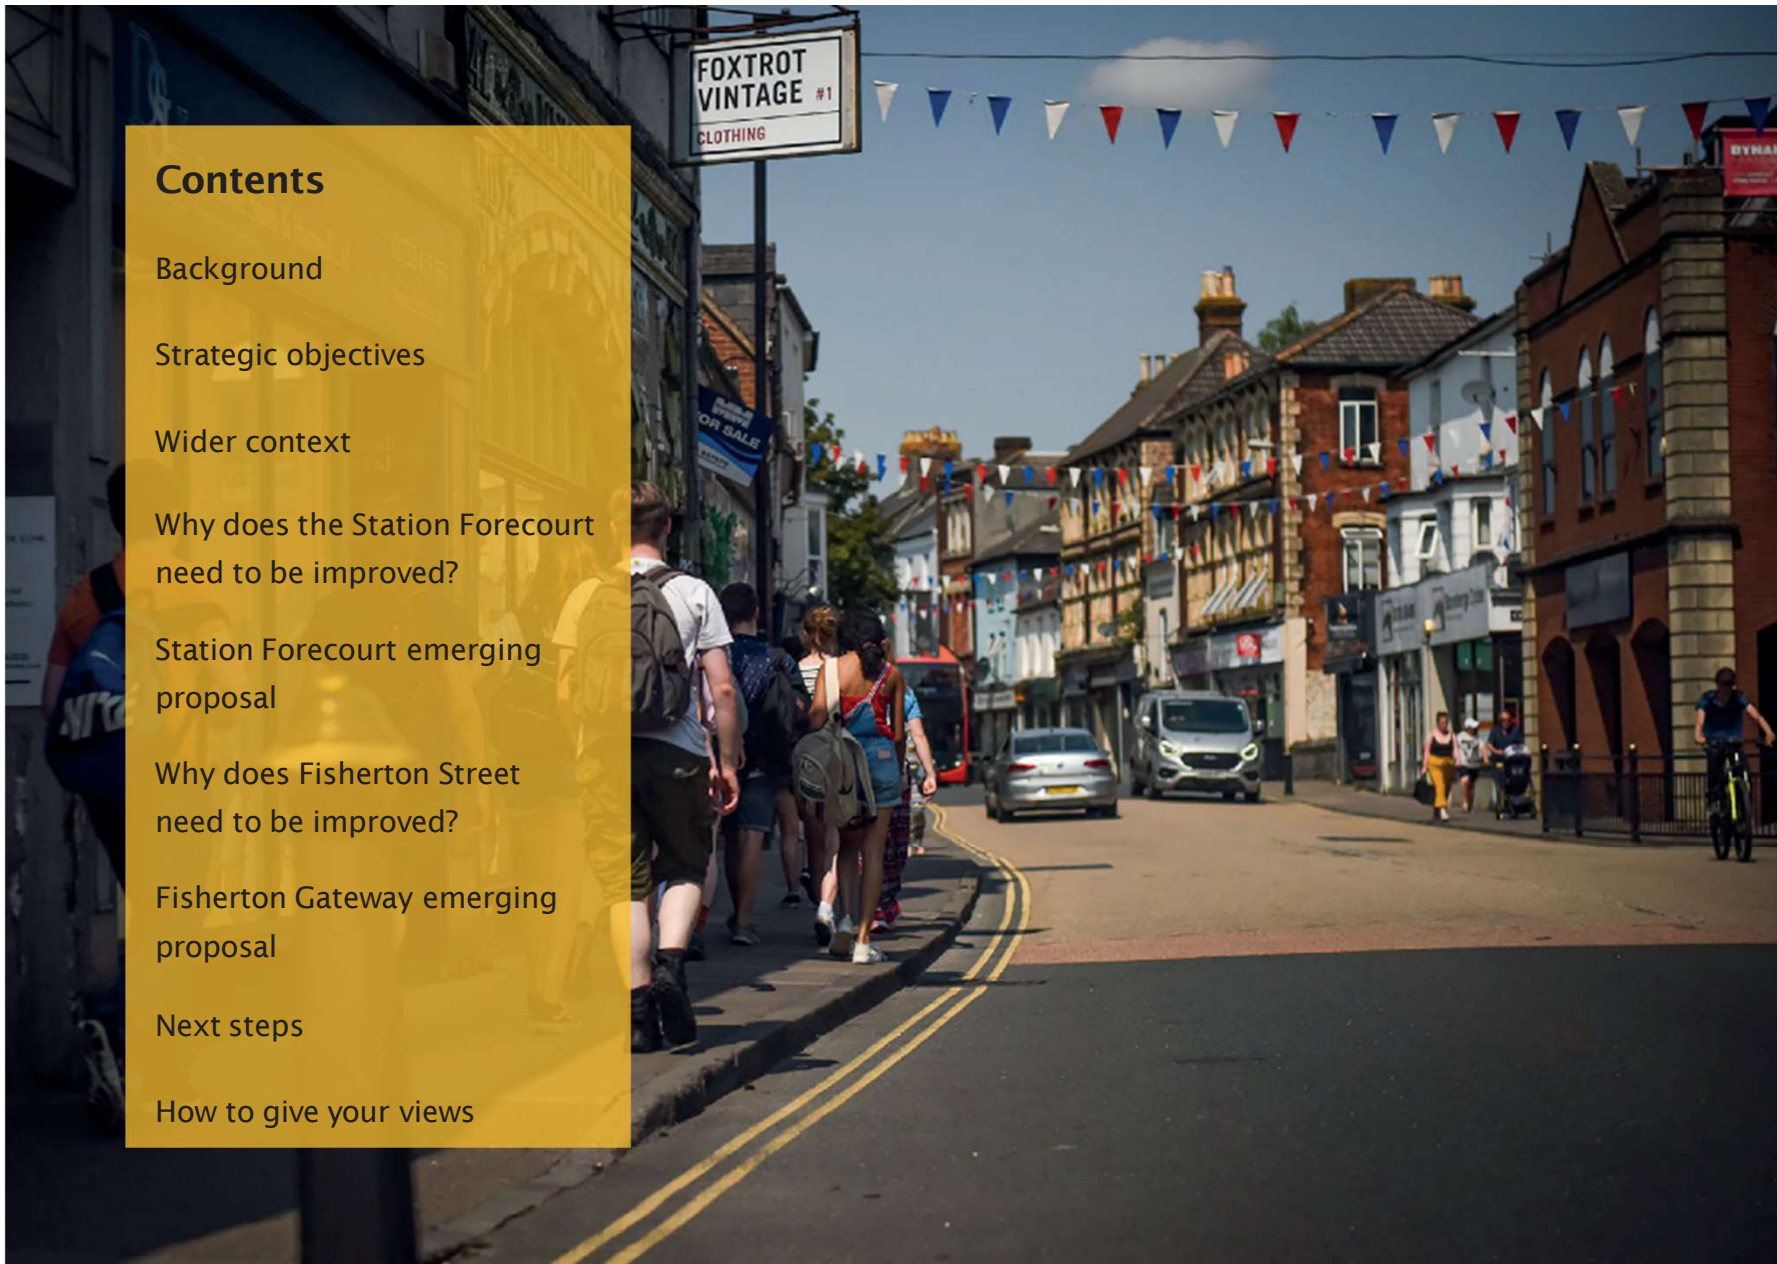 FOXTROT
VINTAGE #1
CLOTHING
Contents
Background
Strategic objectives
Wider context
Why does the Station Forecourt
need to be improved?
Station Forecourt emerging
proposal
Why does Fisherton Street
need to be improved?
Fisherton Gateway emerging
proposal
Next steps
How to give your views
FOR SALE